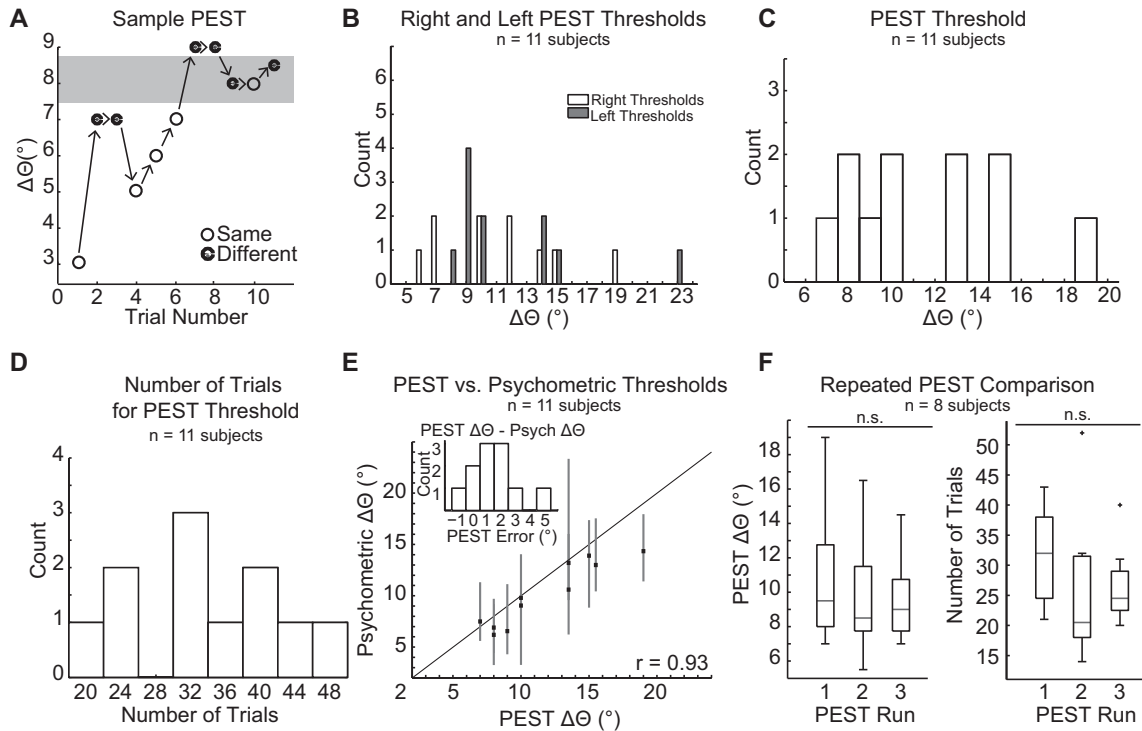 A
Sample PEST
ΔΘ(°)
9
8
7
6
5
4
3
0 2 4 6 8 10
Trial Number
Same
Different
B
Right and Left PEST Thresholds
n = 11 subjects
Count
6
4
2
1
0
Right Thresholds
Left Thresholds
5 7 9 11 13 15 17 19 21 23
ΔΘ (°)
C
PEST Threshold
n = 11 subjects
Count
3
2
1
0
6 8 10 12 14 16 18 20
ΔΘ (°)
D
Number of Trials
for PEST Threshold
n = 11 subjects
Count
4
3
2
1
0
20 24 28 32 36 40 44 48
Number of Trials
E
PEST vs. Psychometric Thresholds
n = 11 subjects
PEST ΔΘ - Psych ΔΘ
Count
3
2
1
−1 0 1 2 3 4 5
PEST Error (°)
Psychometric ΔΘ (°)
20
15
10
5
2 5 10 15 20
r = 0.93
PEST ΔΘ (°)
F
Repeated PEST Comparison
n = 8 subjects
n.s.
PEST ΔΘ (°)
18
16
14
12
10
8
6
1 2 3
PEST Run
n.s.
Number of Trials
50
45
40
35
30
25
20
15
1 2 3
PEST Run